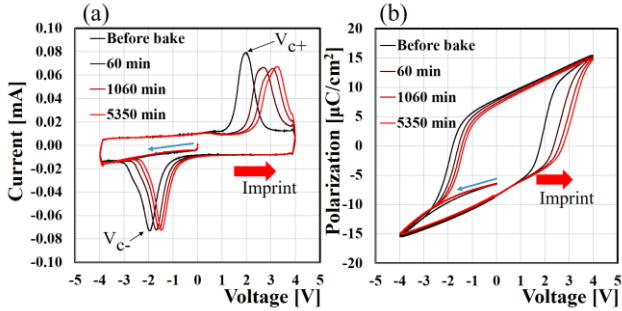 (a)
Current [mA]
0.10
0.08
0.06
0.04
0.02
0.00
-0.02
-0.04
-0.06
-0.08
-0.10
Before bake
60 min
1060 min
5350 min
Vc+
Imprint
Vc-
-5 -4 -3 -2 -1 0 1 2 3 4 5
Voltage [V]
(b)
Polarization [µC/cm²]
20
15
10
5
0
-5
-10
-15
-20
Before bake
60 min
1060 min
5350 min
Imprint
-5 -4 -3 -2 -1 0 1 2 3 4 5
Voltage [V]